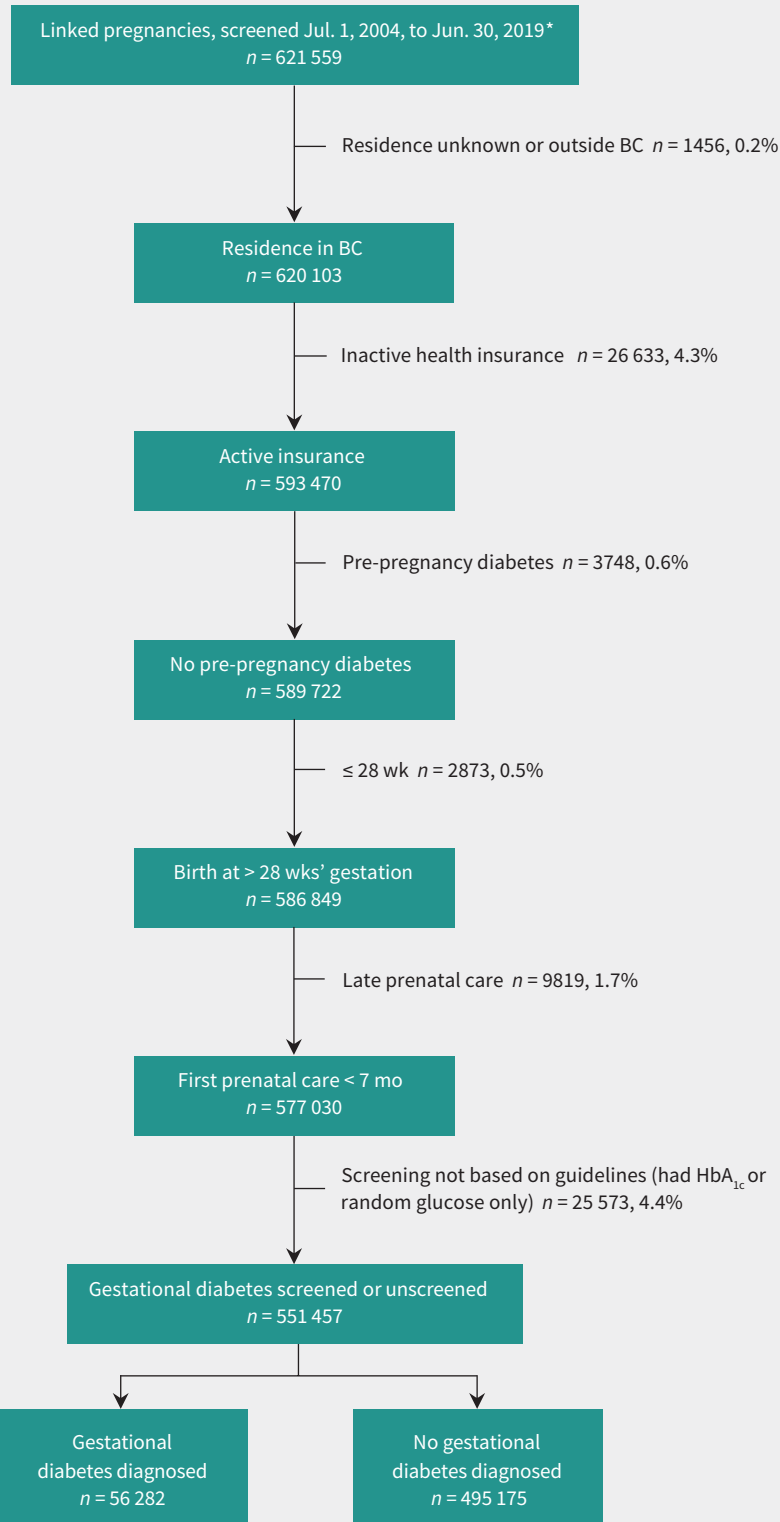 Linked pregnancies, screened Jul. 1, 2004, to Jun. 30, 2019*
n = 621 559
Residence unknown or outside BC n = 1456, 0.2%
Residence in BC
n = 620 103
Inactive health insurance n = 26 633, 4.3%
Active insurance
n = 593 470
Pre-pregnancy diabetes n = 3748, 0.6%
No pre-pregnancy diabetes
n = 589 722
≤ 28 wk n = 2873, 0.5%
Birth at > 28 wks’ gestation
n = 586 849
Late prenatal care n = 9819, 1.7%
First prenatal care < 7 mo
n = 577 030
Screening not based on guidelines (had HbA1c or
random glucose only) n = 25 573, 4.4%
Gestational diabetes screened or unscreened
n = 551 457
Gestational
diabetes diagnosed
n = 56 282
No gestational
diabetes diagnosed
n = 495 175